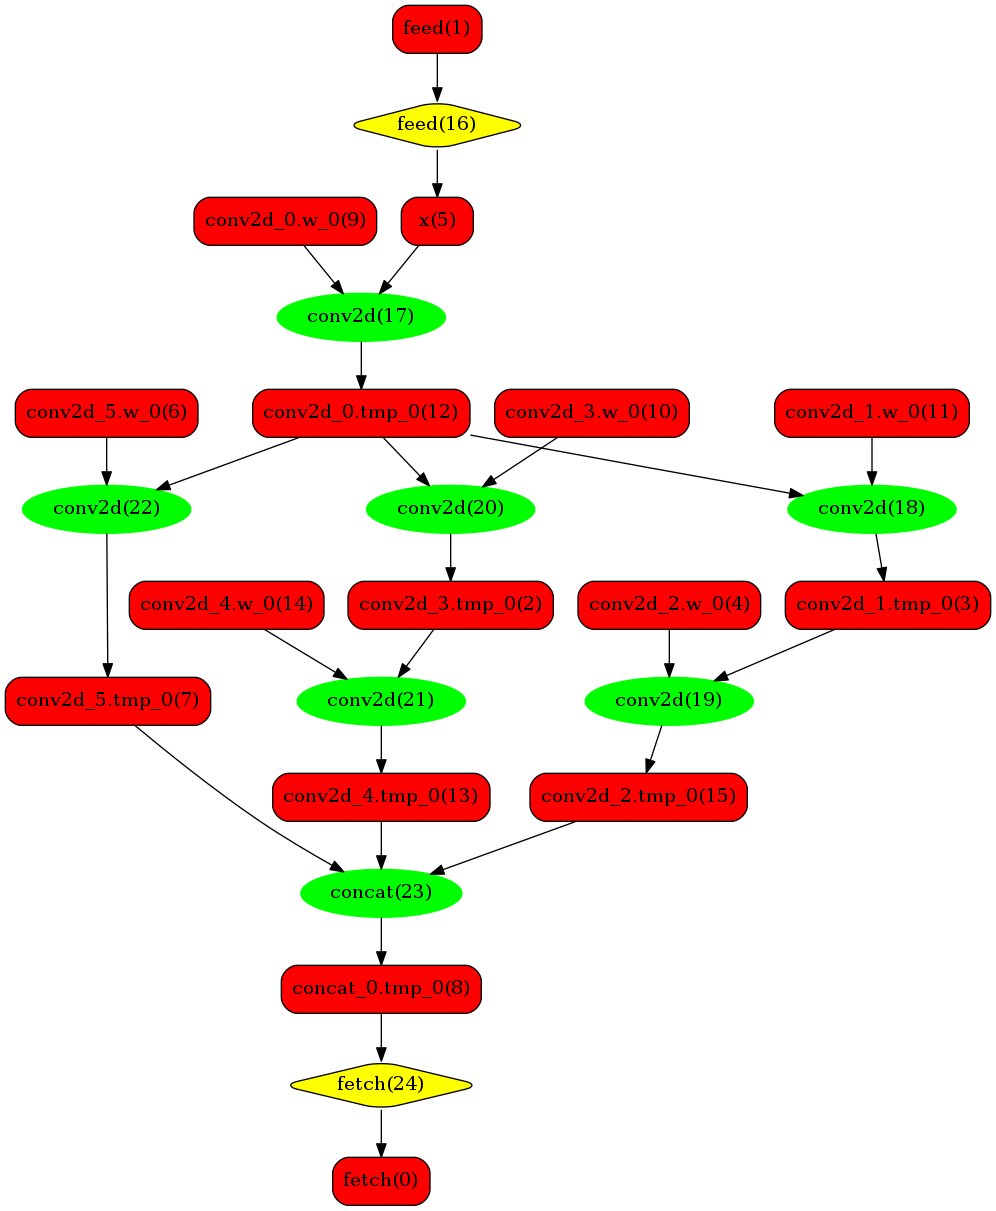 feed(1)
feed(16)
conv2d_0.w_0(9)
x(5)
conv2d(17)
conv2d_5.w_0(6)
conv2d_0.tmp_0(12)
conv2d_3.w_0(10)
conv2d_1.w_0(11)
conv2d(22)
conv2d(20)
conv2d(18)
conv2d_4.w_0(14)
conv2d_3.tmp_0(2)
conv2d_2.w_0(4)
conv2d_1.tmp_0(3)
conv2d_5.tmp_0(7)
conv2d(21)
conv2d(19)
conv2d_4.tmp_0(13)
conv2d_2.tmp_0(15)
concat(23)
concat_0.tmp_0(8)
fetch(24)
fetch(0)